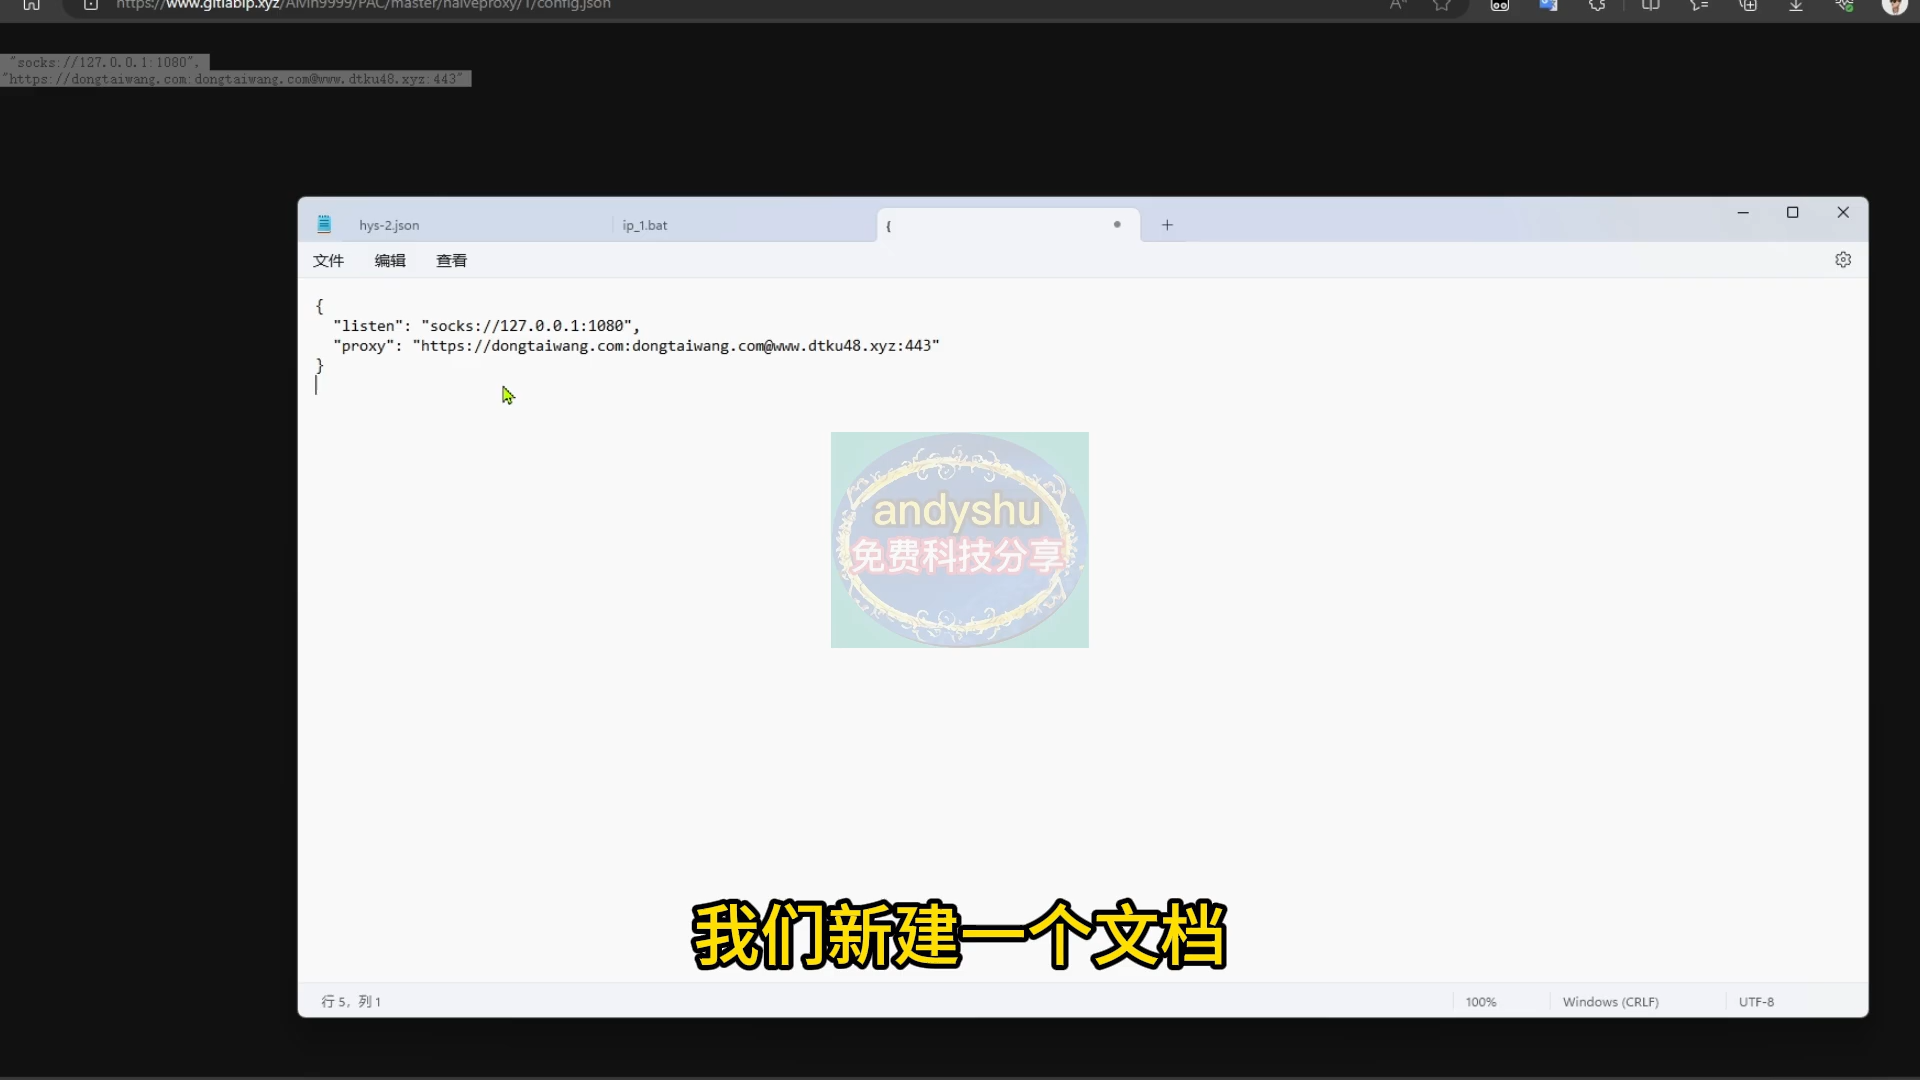 https://www.gitlabip.xyz/Alvin9999/PAC/master/naiveproxy/1/config.json
"socks://127.0.0.1:1080",
"https://dongtaiwang.com:dongtaiwang.com@www.dtku48.xyz:443"
hys-2.json
ip_1.bat
{
文件
编辑
查看
{
"listen": "socks://127.0.0.1:1080",
"proxy": "https://dongtaiwang.com:dongtaiwang.com@www.dtku48.xyz:443"
}
andyshu
免费科技分享
我们新建一个文档
行 5，列 1
100%
Windows (CRLF)
UTF-8